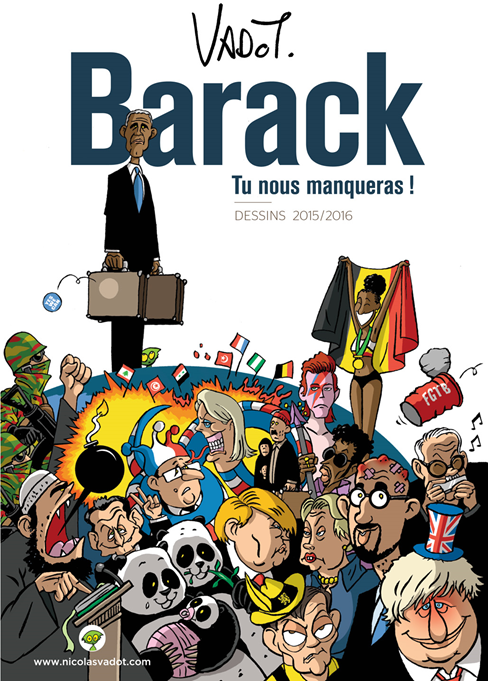 VADOT.
Barack
Tu nous manqueras !
DESSINS 2015/2016
FGTB
www.nicolasvadot.com